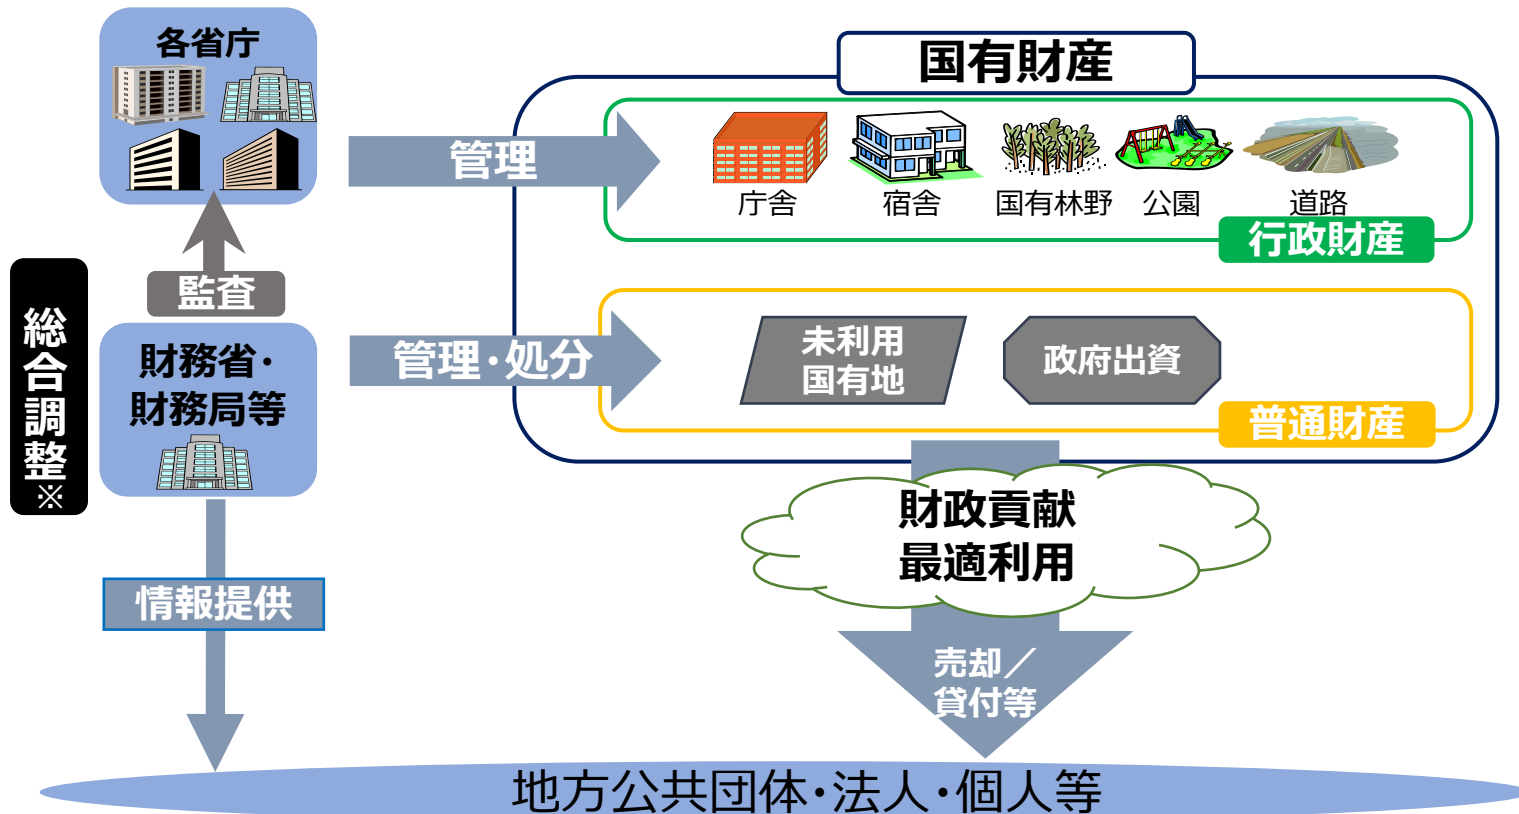 各省庁
国有財産
管理
庁舎
宿舎
国有林野
公園
道路
行政財産
監査
総合調整※
財務省・
財務局等
管理・処分
未利用
国有地
政府出資
普通財産
財政貢献
最適利用
情報提供
売却／
貸付等
地方公共団体・法人・個人等